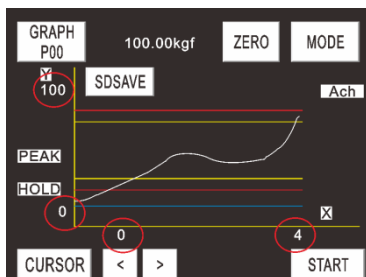 GRAPH
P00
100.00kgf
ZERO
MODE
Y
100
SDSAVE
Ach
PEAK
HOLD
0
X
0
4
CURSOR
<
>
START